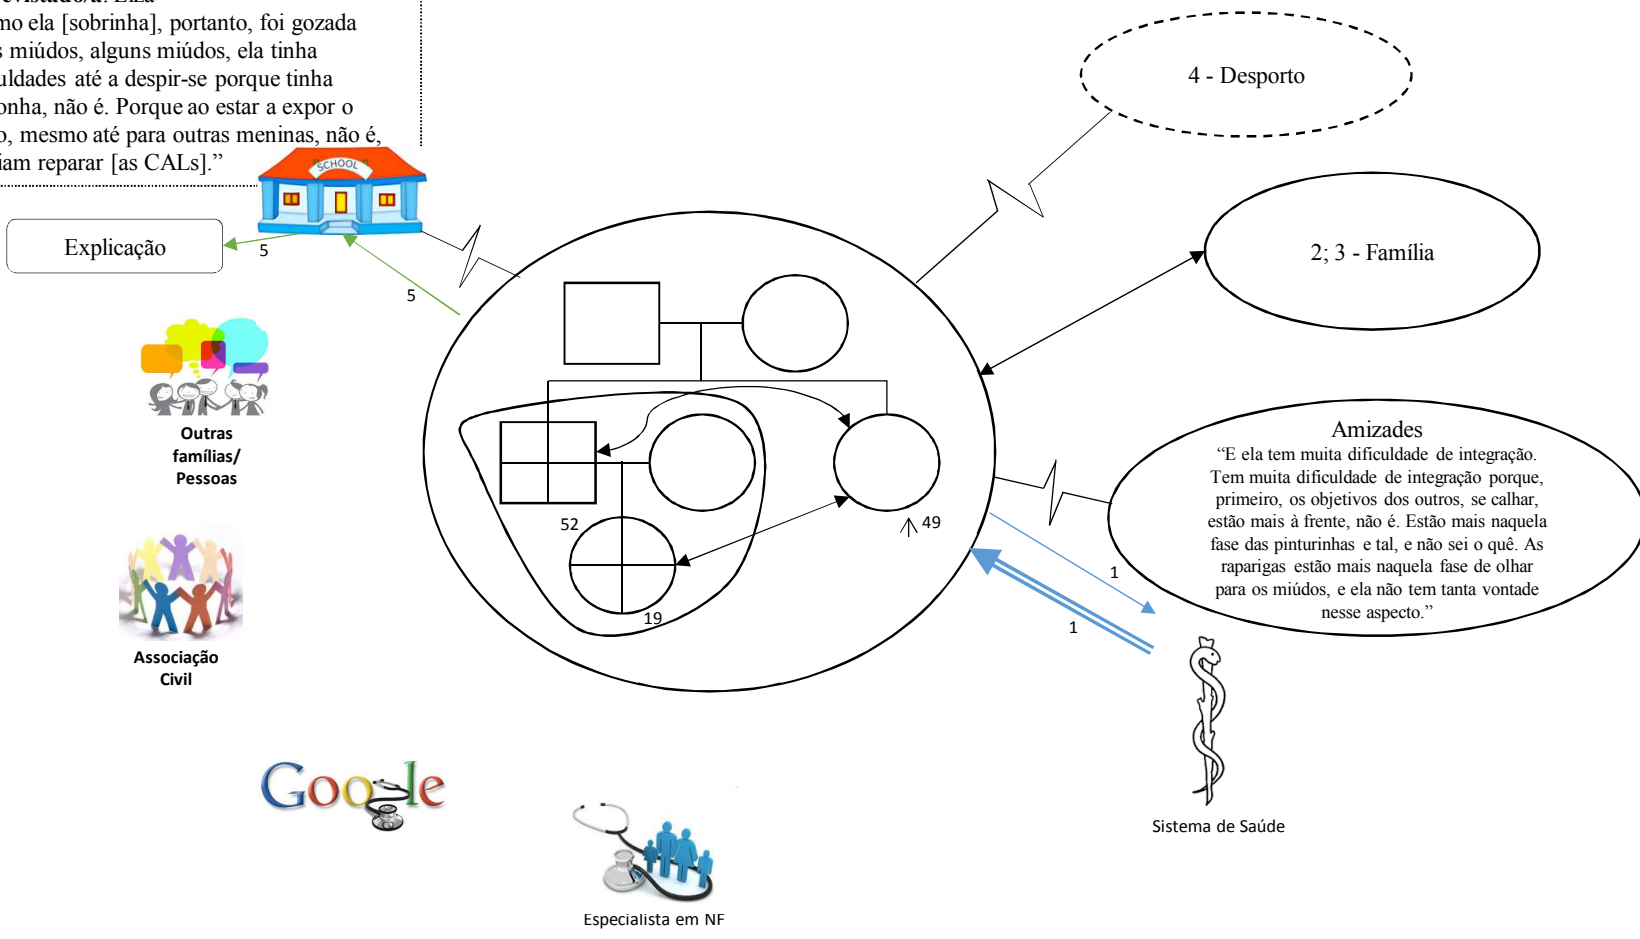 mo ela [sobrinha], portanto, foi gozada
s miúdos, alguns miúdos, ela tinha
uldades até a despir-se porque tinha
onha, não é. Porque ao estar a expor o
o, mesmo até para outras meninas, não é,
iam reparar [as CALs].”
SCHOOL
Explicação
5
5
4 - Desporto
2; 3 - Família
Outras
famílias/
Pessoas
52
49
19
Amizades
“E ela tem muita dificuldade de integração.
Tem muita dificuldade de integração porque,
primeiro, os objetivos dos outros, se calhar,
estão mais à frente, não é. Estão mais naquela
fase das pinturinhas e tal, e não sei o quê. As
raparigas estão mais naquela fase de olhar
para os miúdos, e ela não tem tanta vontade
nesse aspecto.”
1
1
Associação
Civil
Google
Sistema de Saúde
Especialista em NF